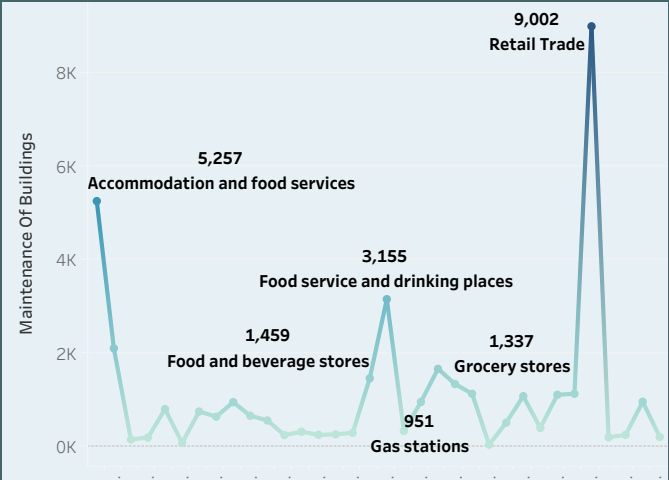 9,002
Retail Trade
8K
5,257
Accommodation and food services
6K
Maintenance Of Buildings
3,155
4K
Food service and drinking places
1,459
1,337
2K
Food and beverage stores
Grocery stores
951
0K
Gas stations